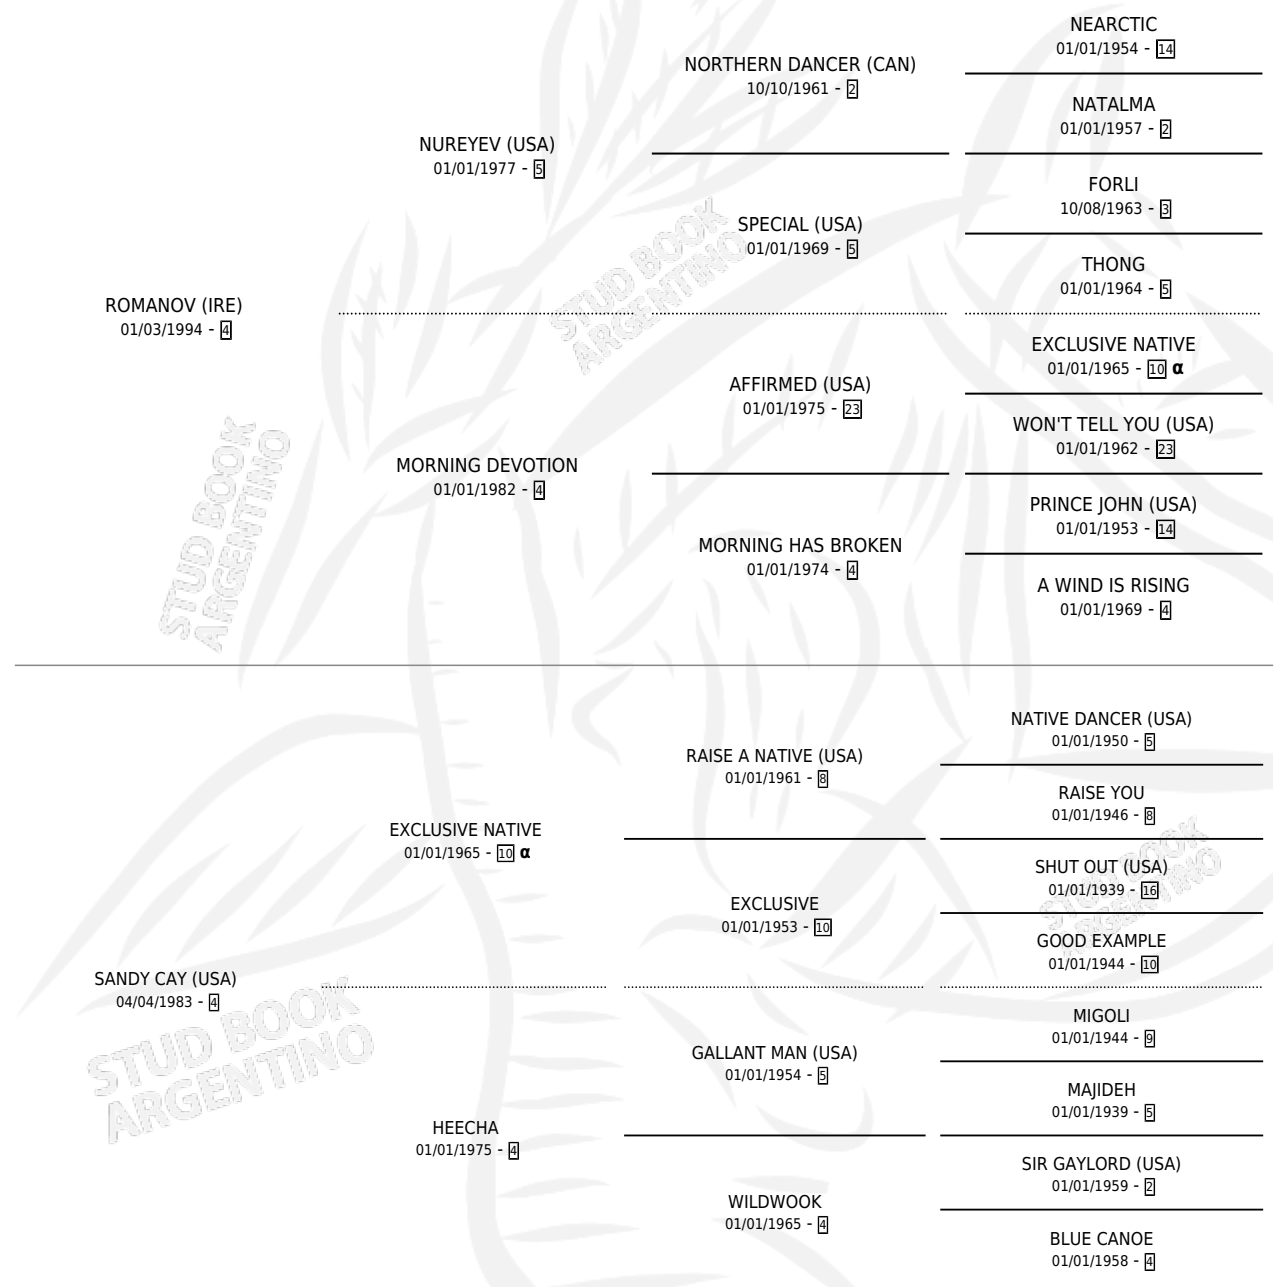 NEARCTIC
01/01/1954 - 14
NORTHERN DANCER (CAN)
10/10/1961 - 2
NATALMA
01/01/1957 - 2
NUREYEV (USA)
01/01/1977 - 5
FORLI
10/08/1963 - 3
SPECIAL (USA)
01/01/1969 - 5
THONG
01/01/1964 - 5
ROMANOV (IRE)
01/03/1994 - 4
EXCLUSIVE NATIVE
01/01/1965 - 10 α
AFFIRMED (USA)
01/01/1975 - 23
WON'T TELL YOU (USA)
01/01/1962 - 23
MORNING DEVOTION
01/01/1982 - 4
PRINCE JOHN (USA)
01/01/1953 - 14
MORNING HAS BROKEN
01/01/1974 - 4
A WIND IS RISING
01/01/1969 - 4
NATIVE DANCER (USA)
01/01/1950 - 5
RAISE A NATIVE (USA)
01/01/1961 - 8
RAISE YOU
01/01/1946 - 8
EXCLUSIVE NATIVE
01/01/1965 - 10 α
SHUT OUT (USA)
01/01/1939 - 16
EXCLUSIVE
01/01/1953 - 10
GOOD EXAMPLE
01/01/1944 - 10
SANDY CAY (USA)
04/04/1983 - 4
MIGOLI
01/01/1944 - 9
GALLANT MAN (USA)
01/01/1954 - 5
MAJIDEH
01/01/1939 - 5
HEECHA
01/01/1975 - 4
SIR GAYLORD (USA)
01/01/1959 - 2
WILDWOOK
01/01/1965 - 4
BLUE CANOE
01/01/1958 - 4
STUD BOOK
ARGENTINO
STUD BOOK
ARGENTINO
STUD BOOK
ARGENTINO
STUD BOOK
ARGENTINO